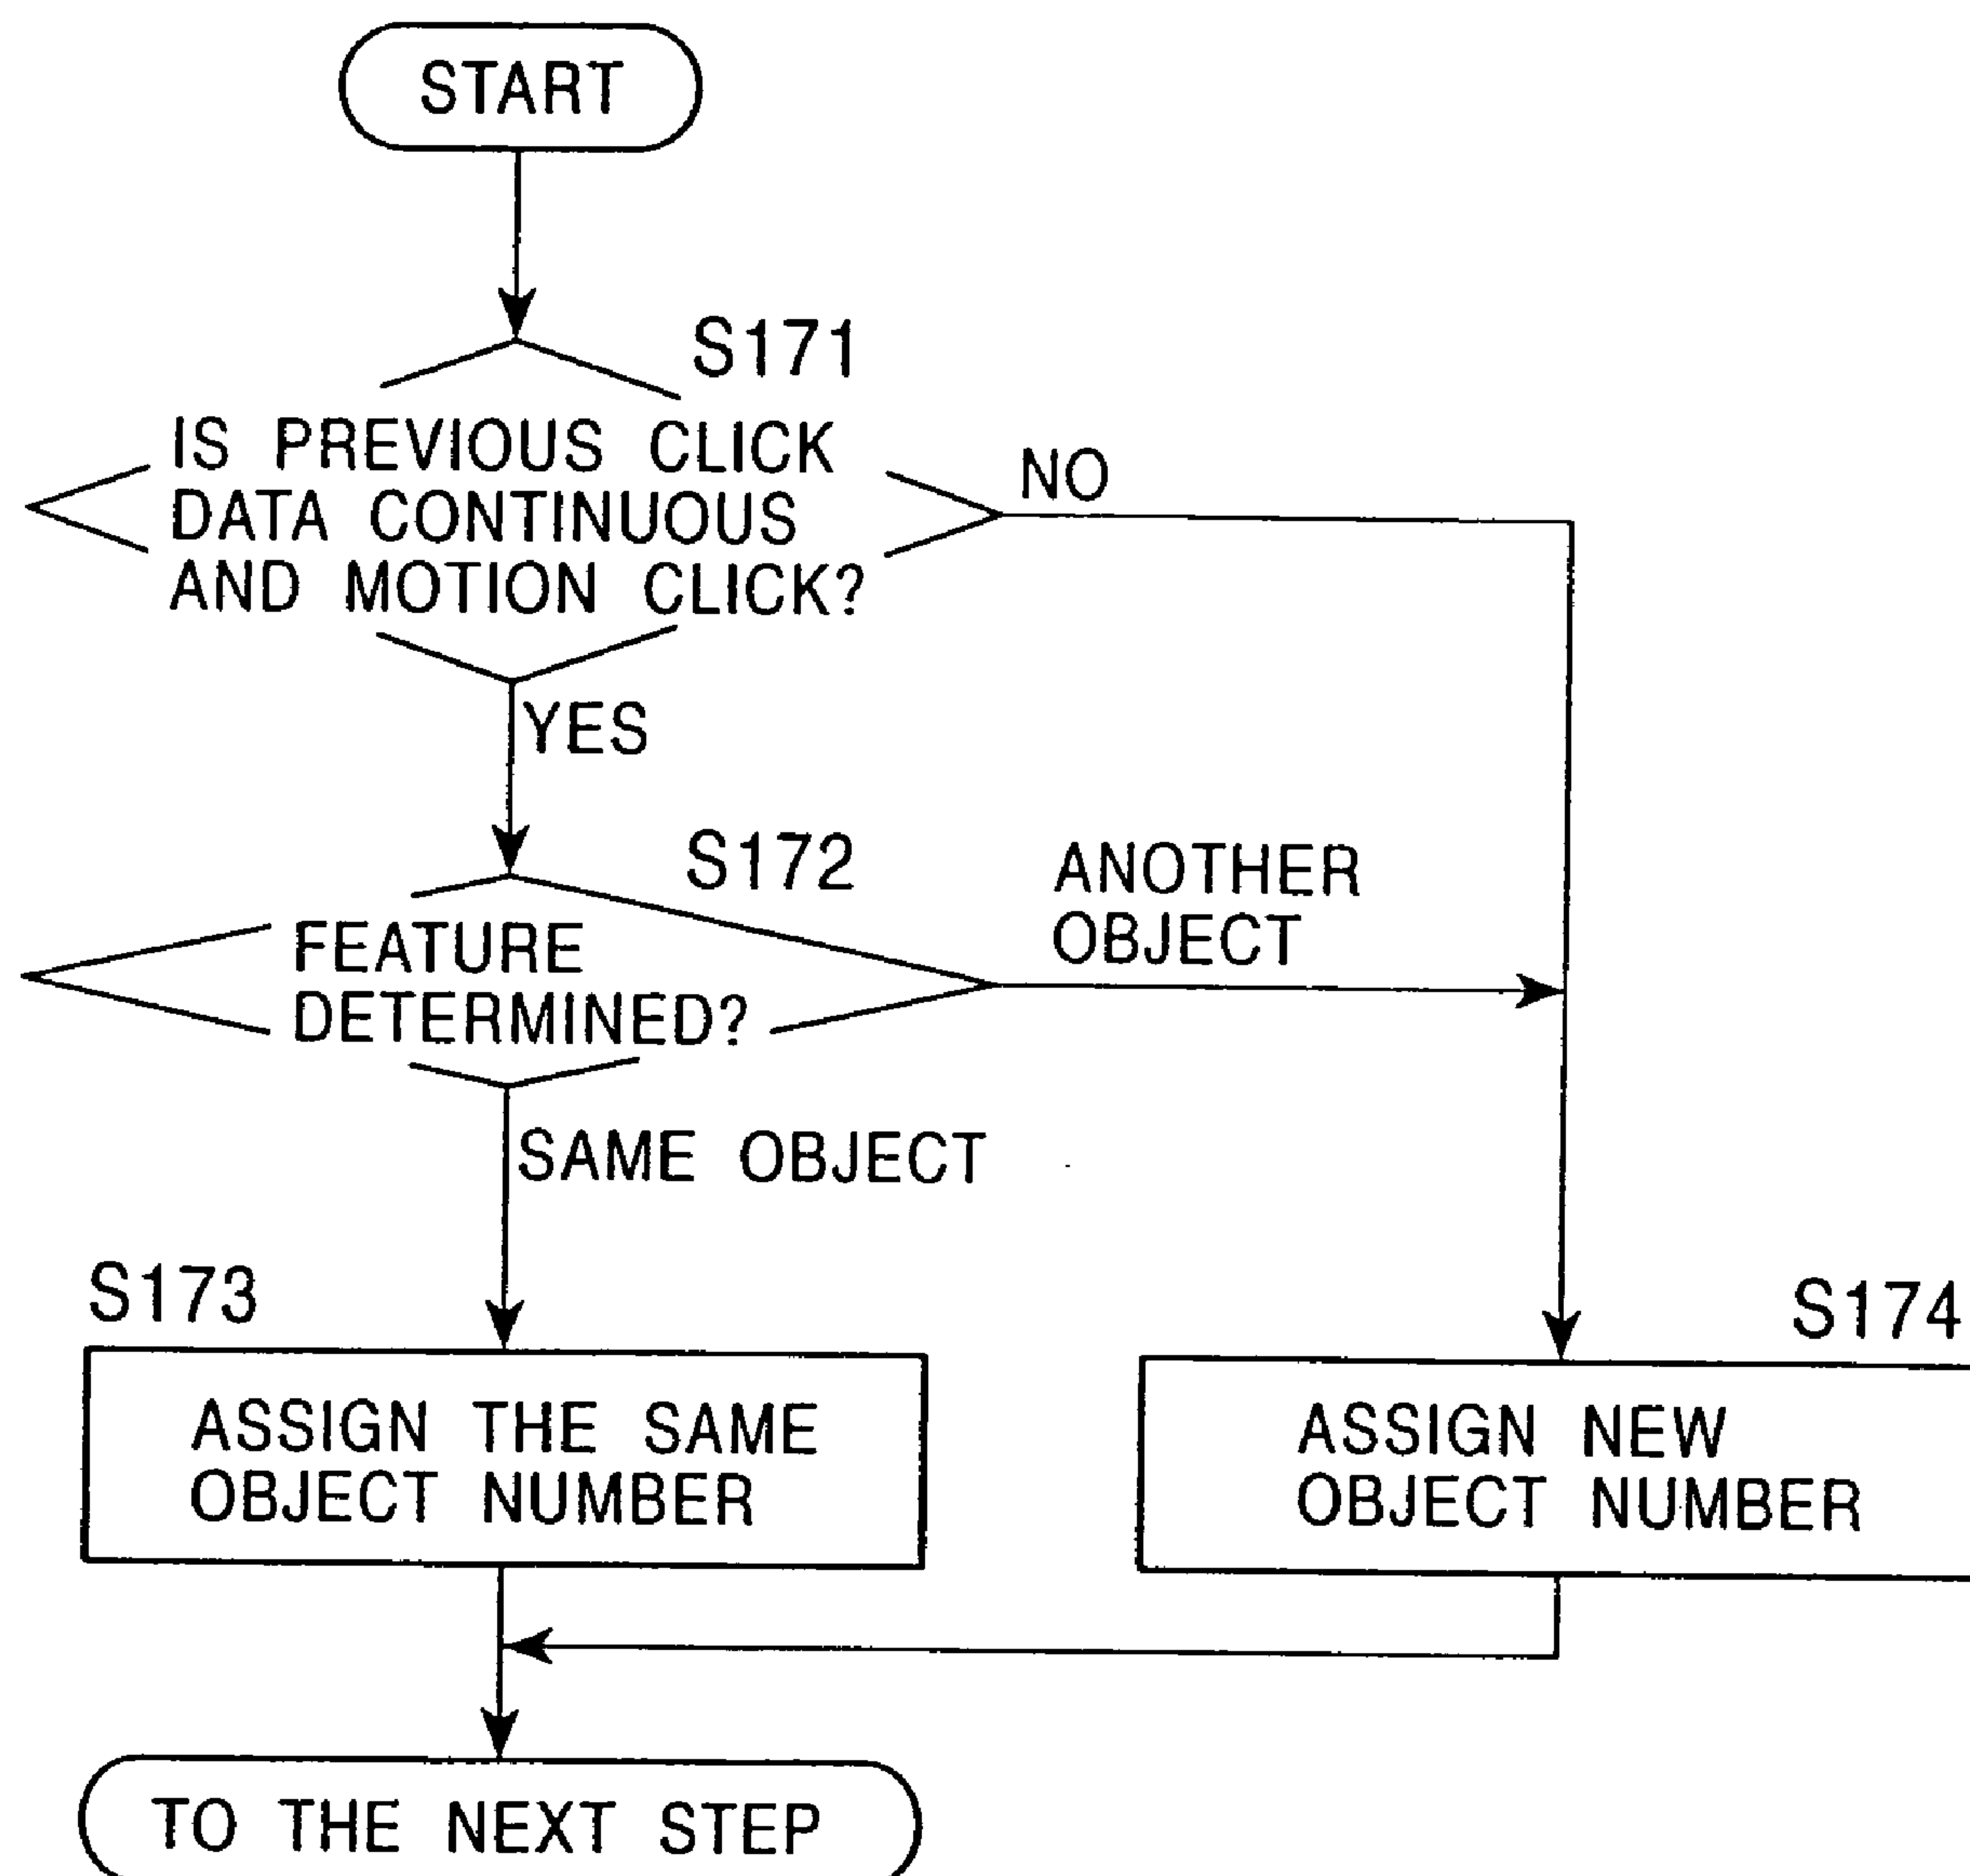 START
S171
IS PREVIOUS CLICK
DATA CONTINUOUS
AND MOTION CLICK?
NO
YES
S172
FEATURE
DETERMINED?
ANOTHER
OBJECT
SAME OBJECT
S173
ASSIGN THE SAME
OBJECT NUMBER
S174
ASSIGN NEW
OBJECT NUMBER
TO THE NEXT STEP